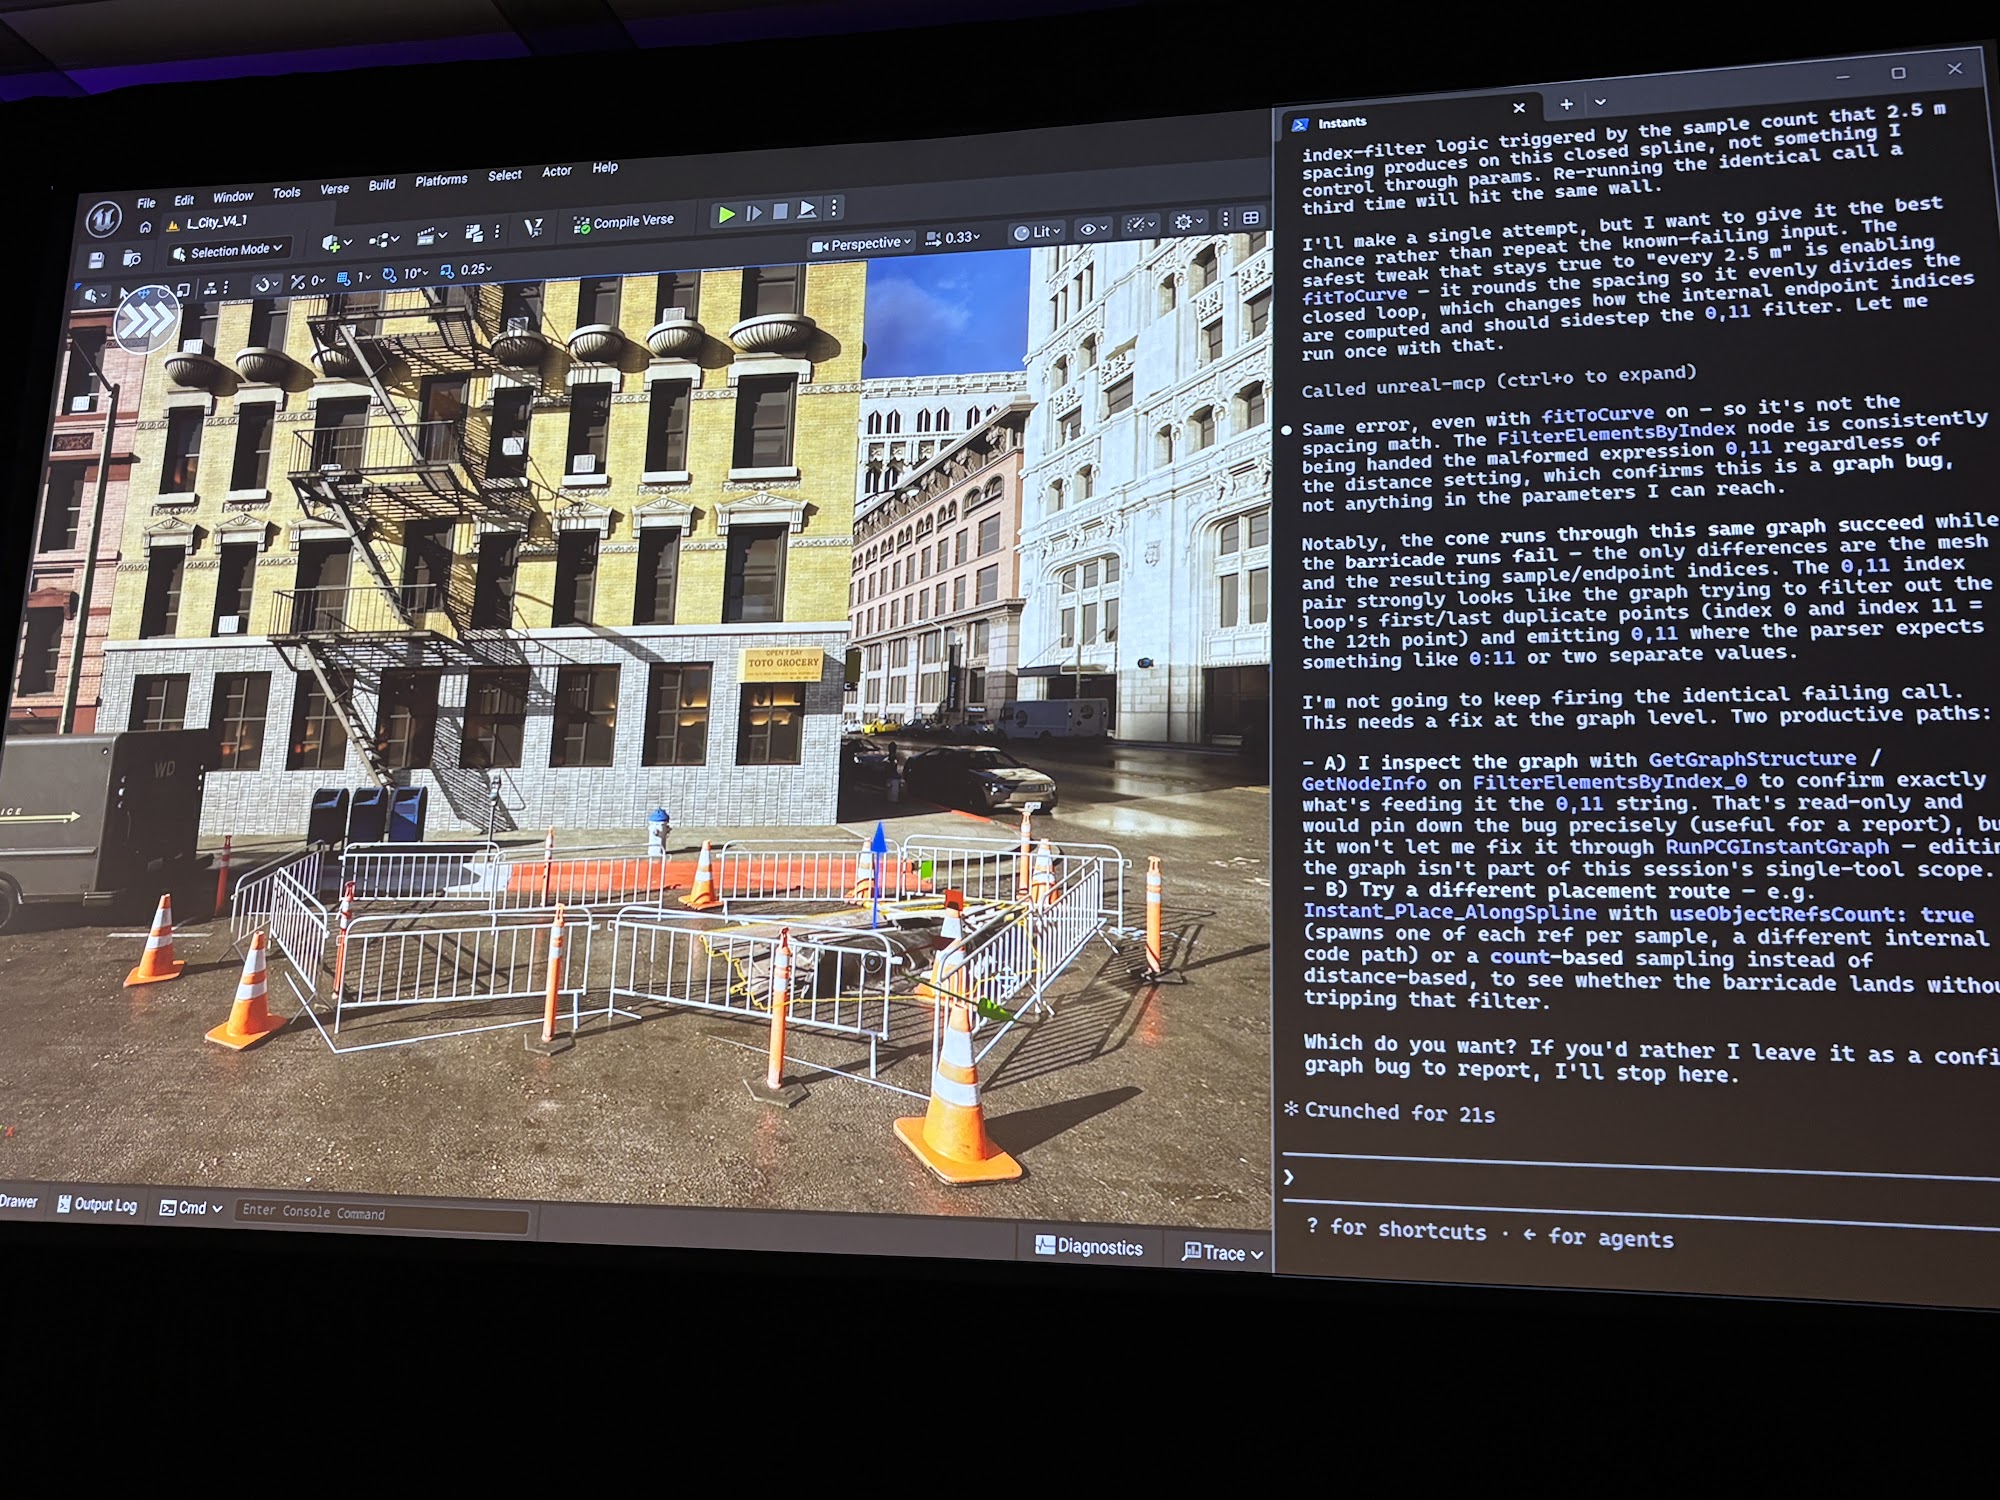 File Edit Window Tools Verse Build Platforms Select Actor Help
L_City_V4_1
Selection Mode
Compile Verse
0 1 10° 0.25
Perspective 0.33 Lit
OPEN 7 DAY
TOTO GROCERY
WD
ICE
Drawer Output Log Cmd Enter Console Command
Diagnostics Trace
Instants
index-filter logic triggered by the sample count that 2.5 m
spacing produces on this closed spline, not something I
control through params. Re-running the identical call a
third time will hit the same wall.
I'll make a single attempt, but I want to give it the best
chance rather than repeat the known-failing input. The
safest tweak that stays true to "every 2.5 m" is enabling
fitToCurve — it rounds the spacing so it evenly divides the
closed loop, which changes how the internal endpoint indices
are computed and should sidestep the 0,11 filter. Let me
run once with that.
Called unreal-mcp (ctrl+o to expand)
● Same error, even with fitToCurve on — so it's not the
spacing math. The FilterElementsByIndex node is consistently
being handed the malformed expression 0,11 regardless of
the distance setting, which confirms this is a graph bug,
not anything in the parameters I can reach.
Notably, the cone runs through this same graph succeed while
the barricade runs fail — the only differences are the mesh
and the resulting sample/endpoint indices. The 0,11 index
pair strongly looks like the graph trying to filter out the
loop's first/last duplicate points (index 0 and index 11 =
the 12th point) and emitting 0,11 where the parser expects
something like 0:11 or two separate values.
I'm not going to keep firing the identical failing call.
This needs a fix at the graph level. Two productive paths:
- A) I inspect the graph with GetGraphStructure /
GetNodeInfo on FilterElementsByIndex_0 to confirm exactly
what's feeding it the 0,11 string. That's read-only and
would pin down the bug precisely (useful for a report), bu
it won't let me fix it through RunPCGInstantGraph — editin
the graph isn't part of this session's single-tool scope.
- B) Try a different placement route — e.g.
Instant_Place_AlongSpline with useObjectRefsCount: true
(spawns one of each ref per sample, a different internal
code path) or a count-based sampling instead of
distance-based, to see whether the barricade lands withou
tripping that filter.
Which do you want? If you'd rather I leave it as a confi
graph bug to report, I'll stop here.
✻ Crunched for 21s
❯
? for shortcuts · ← for agents